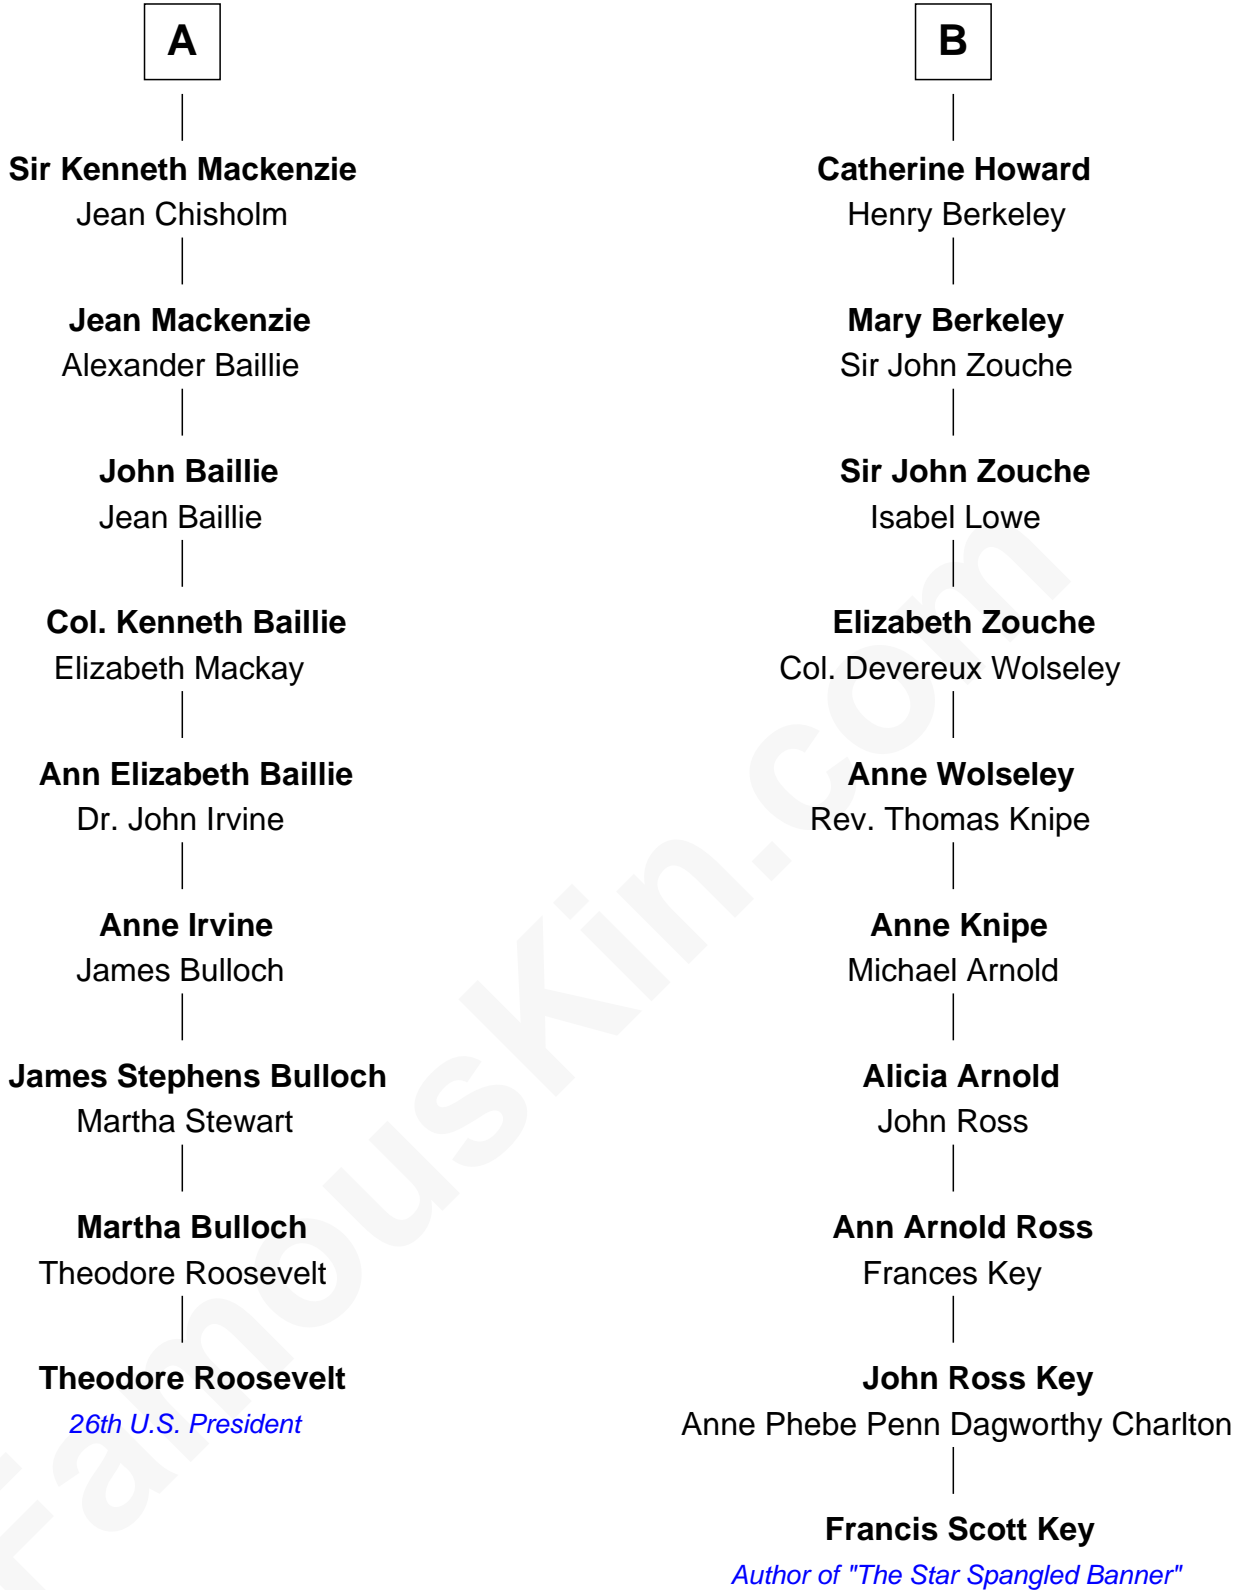 A
Sir Kenneth Mackenzie
Jean Chisholm
Jean Mackenzie
Alexander Baillie
John Baillie
Jean Baillie
Col. Kenneth Baillie
Elizabeth Mackay
Ann Elizabeth Baillie
Dr. John Irvine
Anne Irvine
James Bulloch
James Stephens Bulloch
Martha Stewart
Martha Bulloch
Theodore Roosevelt
Theodore Roosevelt
26th U.S. President
B
Catherine Howard
Henry Berkeley
Mary Berkeley
Sir John Zouche
Sir John Zouche
Isabel Lowe
Elizabeth Zouche
Col. Devereux Wolseley
Anne Wolseley
Rev. Thomas Knipe
Anne Knipe
Michael Arnold
Alicia Arnold
John Ross
Ann Arnold Ross
Frances Key
John Ross Key
Anne Phebe Penn Dagworthy Charlton
Francis Scott Key
Author of "The Star Spangled Banner"
FamousKin.com